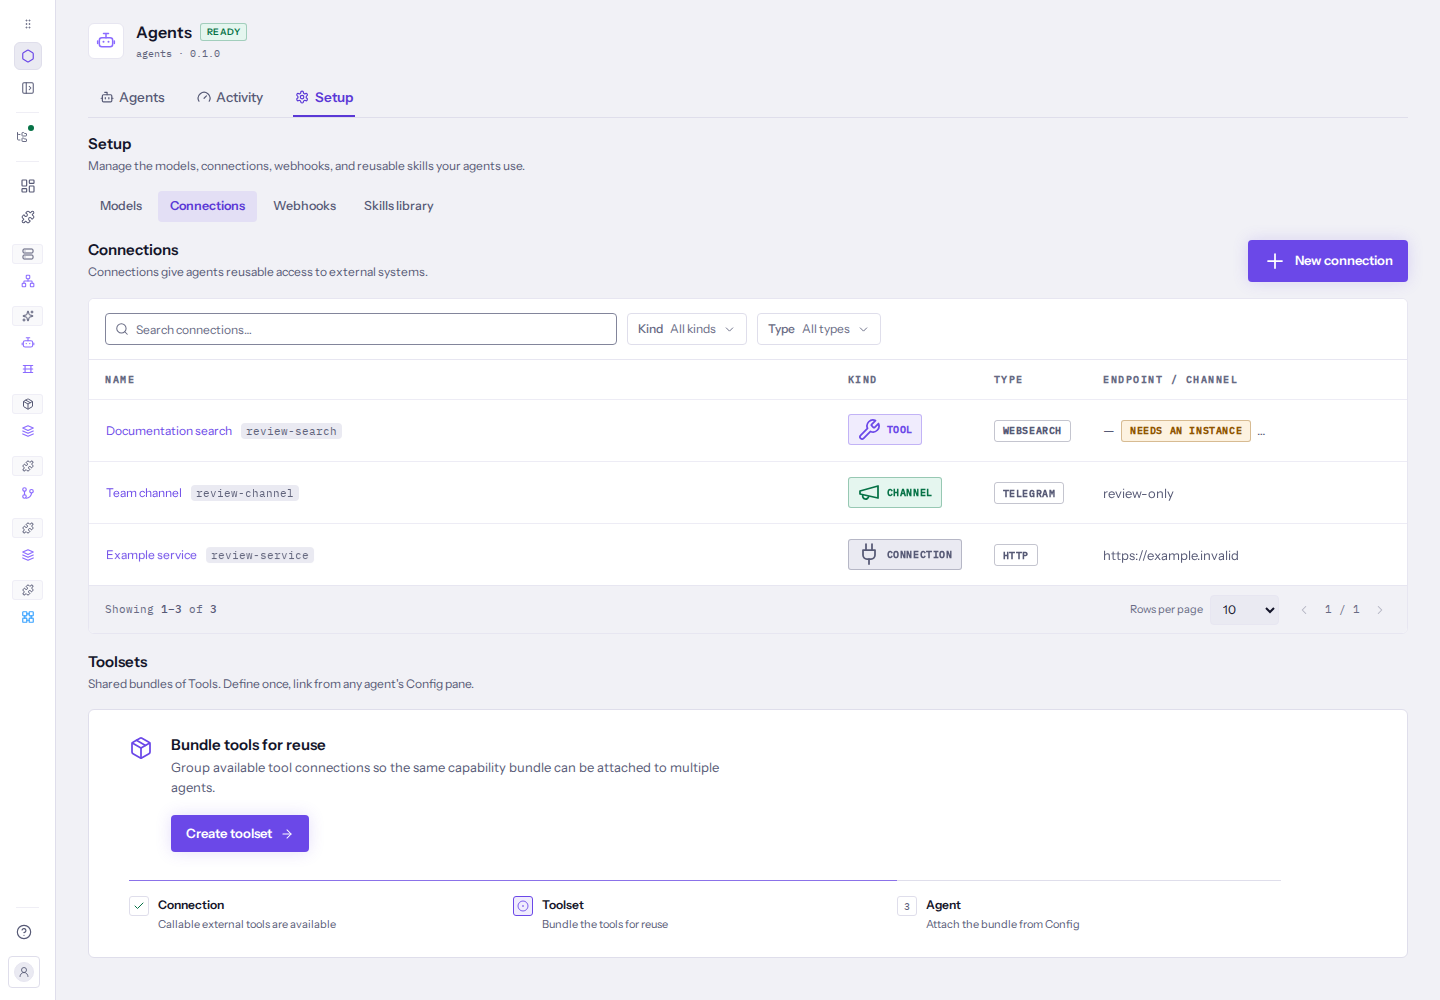 Agents READY
agents · 0.1.0
Agents Activity Setup
Setup
Manage the models, connections, webhooks, and reusable skills your agents use.
Models Connections Webhooks Skills library
Connections
Connections give agents reusable access to external systems.
New connection
Search connections... Kind All kinds Type All types
NAME KIND TYPE ENDPOINT / CHANNEL
Documentation search review-search TOOL WEBSEARCH — NEEDS AN INSTANCE ...
Team channel review-channel CHANNEL TELEGRAM review-only
Example service review-service CONNECTION HTTP https://example.invalid
Showing 1–3 of 3 Rows per page 10 1 / 1
Toolsets
Shared bundles of Tools. Define once, link from any agent's Config pane.
Bundle tools for reuse
Group available tool connections so the same capability bundle can be attached to multiple
agents.
Create toolset
Connection Toolset 3 Agent
Callable external tools are available Bundle the tools for reuse Attach the bundle from Config